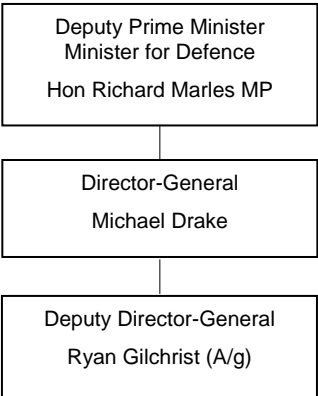 Deputy Prime Minister
Minister for Defence
Hon Richard Marles MP
Director-General
Michael Drake
Deputy Director-General
Ryan Gilchrist (A/g)